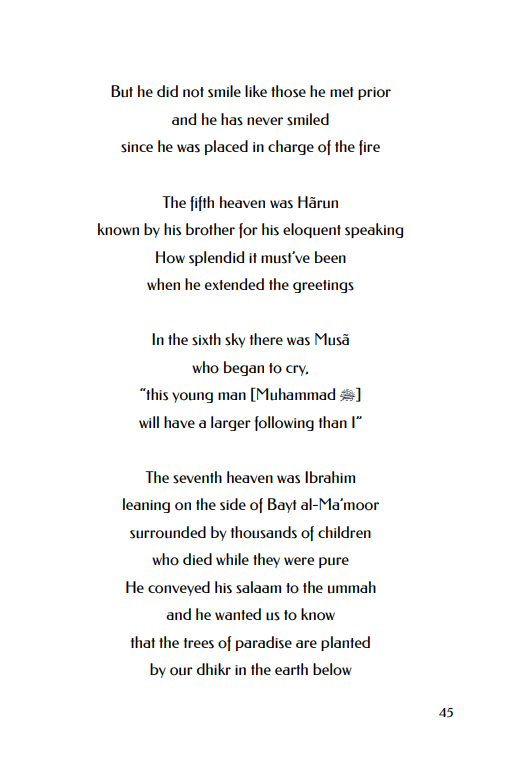 But he did not smile like those he met prior
and he has never smiled
since he was placed in charge of the fire
The fifth heaven was Hãrun
known by his brother for his eloquent speaking
How splendid it must’ve been
when he extended the greetings
In the sixth sky there was Musã
who began to cry,
“this young man [Muhammad ﷺ]
will have a larger following than I”
The seventh heaven was Ibrahim
leaning on the side of Bayt al-Ma’moor
surrounded by thousands of children
who died while they were pure
He conveyed his salaam to the ummah
and he wanted us to know
that the trees of paradise are planted
by our dhikr in the earth below
45